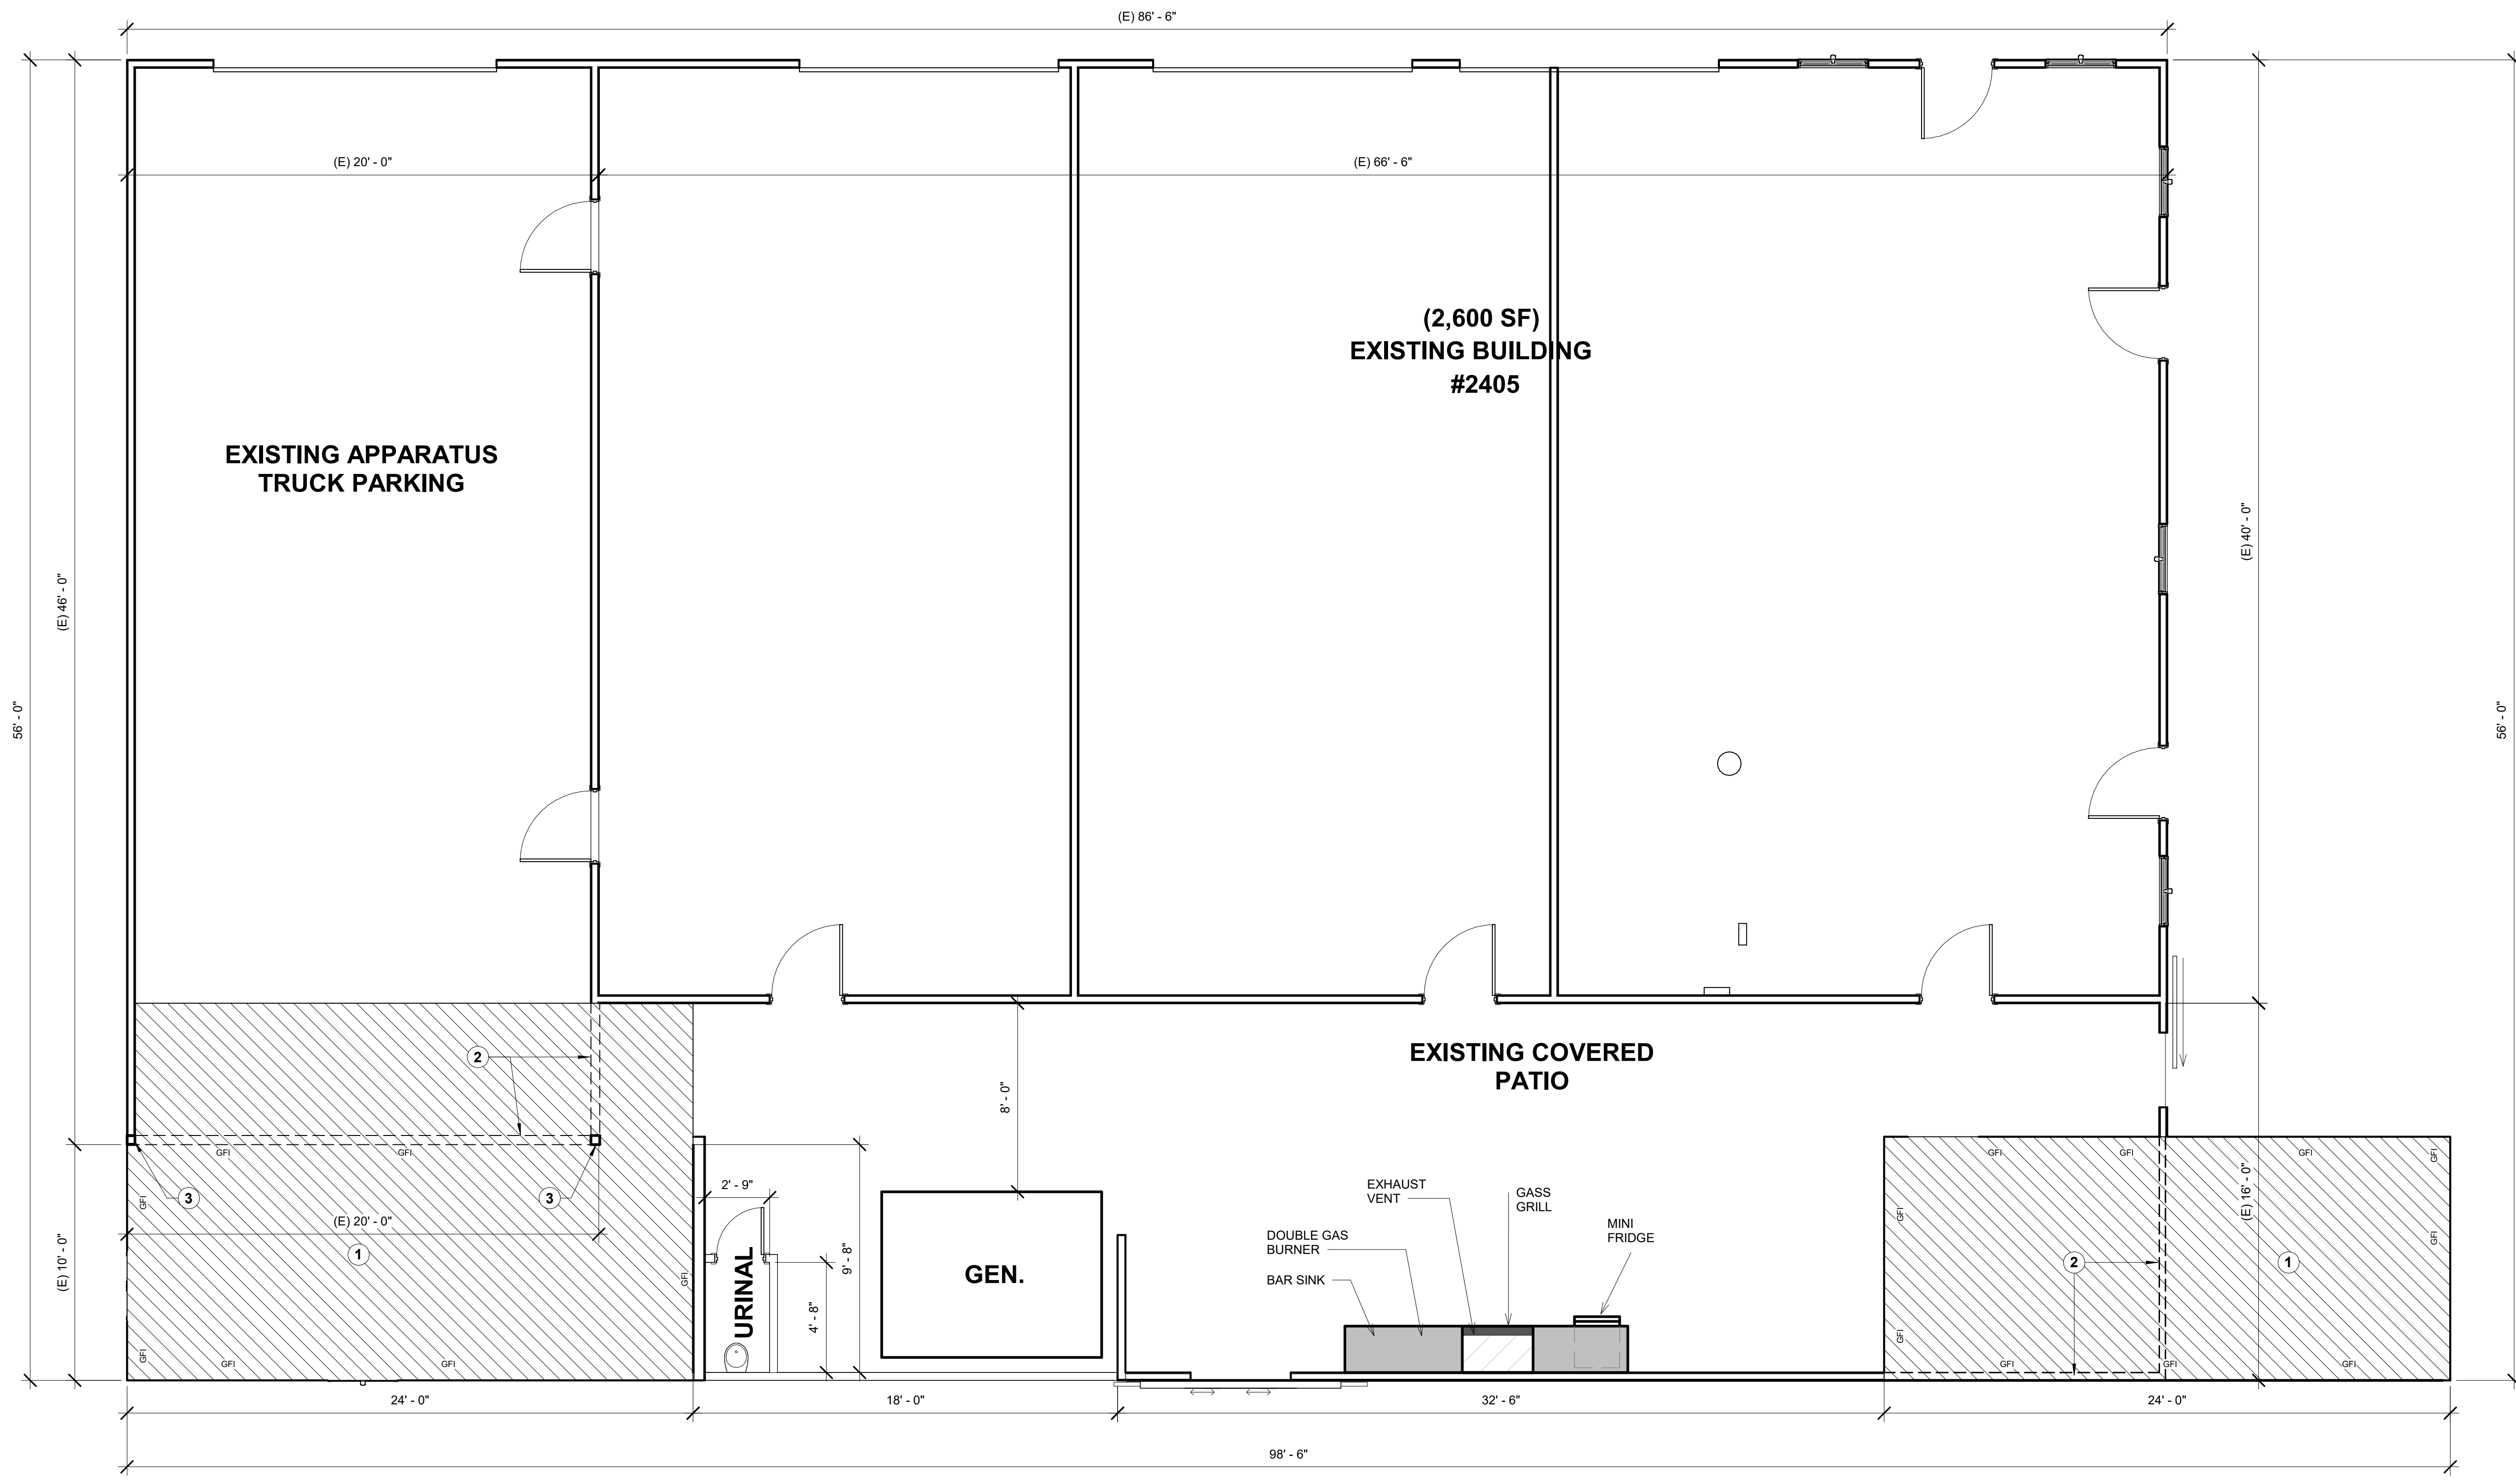 (E) 86' - 6"
(E) 20' - 0"
(E) 66' - 6"
(2,600 SF)
EXISTING BUILDING
#2405
EXISTING APPARATUS
TRUCK PARKING
56' - 0"
(E) 46' - 0"
(E) 40' - 0"
56' - 0"
EXISTING COVERED
PATIO
2
8' - 0"
GFI
GFI
GFI
GFI
GFI
GFI
3
3
GFI
2' - 9"
EXHAUST
VENT
GASS
GRILL
GFI
(E) 16' - 0"
(E) 20' - 0"
MINI
FRIDGE
DOUBLE GAS
BURNER
GFI
1
(E) 10' - 0"
9' - 8"
2
1
GFI
URINAL
GEN.
BAR SINK
4' - 8"
GFI
GFI
GFI
GFI
GFI
GFI
GFI
24' - 0"
18' - 0"
32' - 6"
24' - 0"
98' - 6"